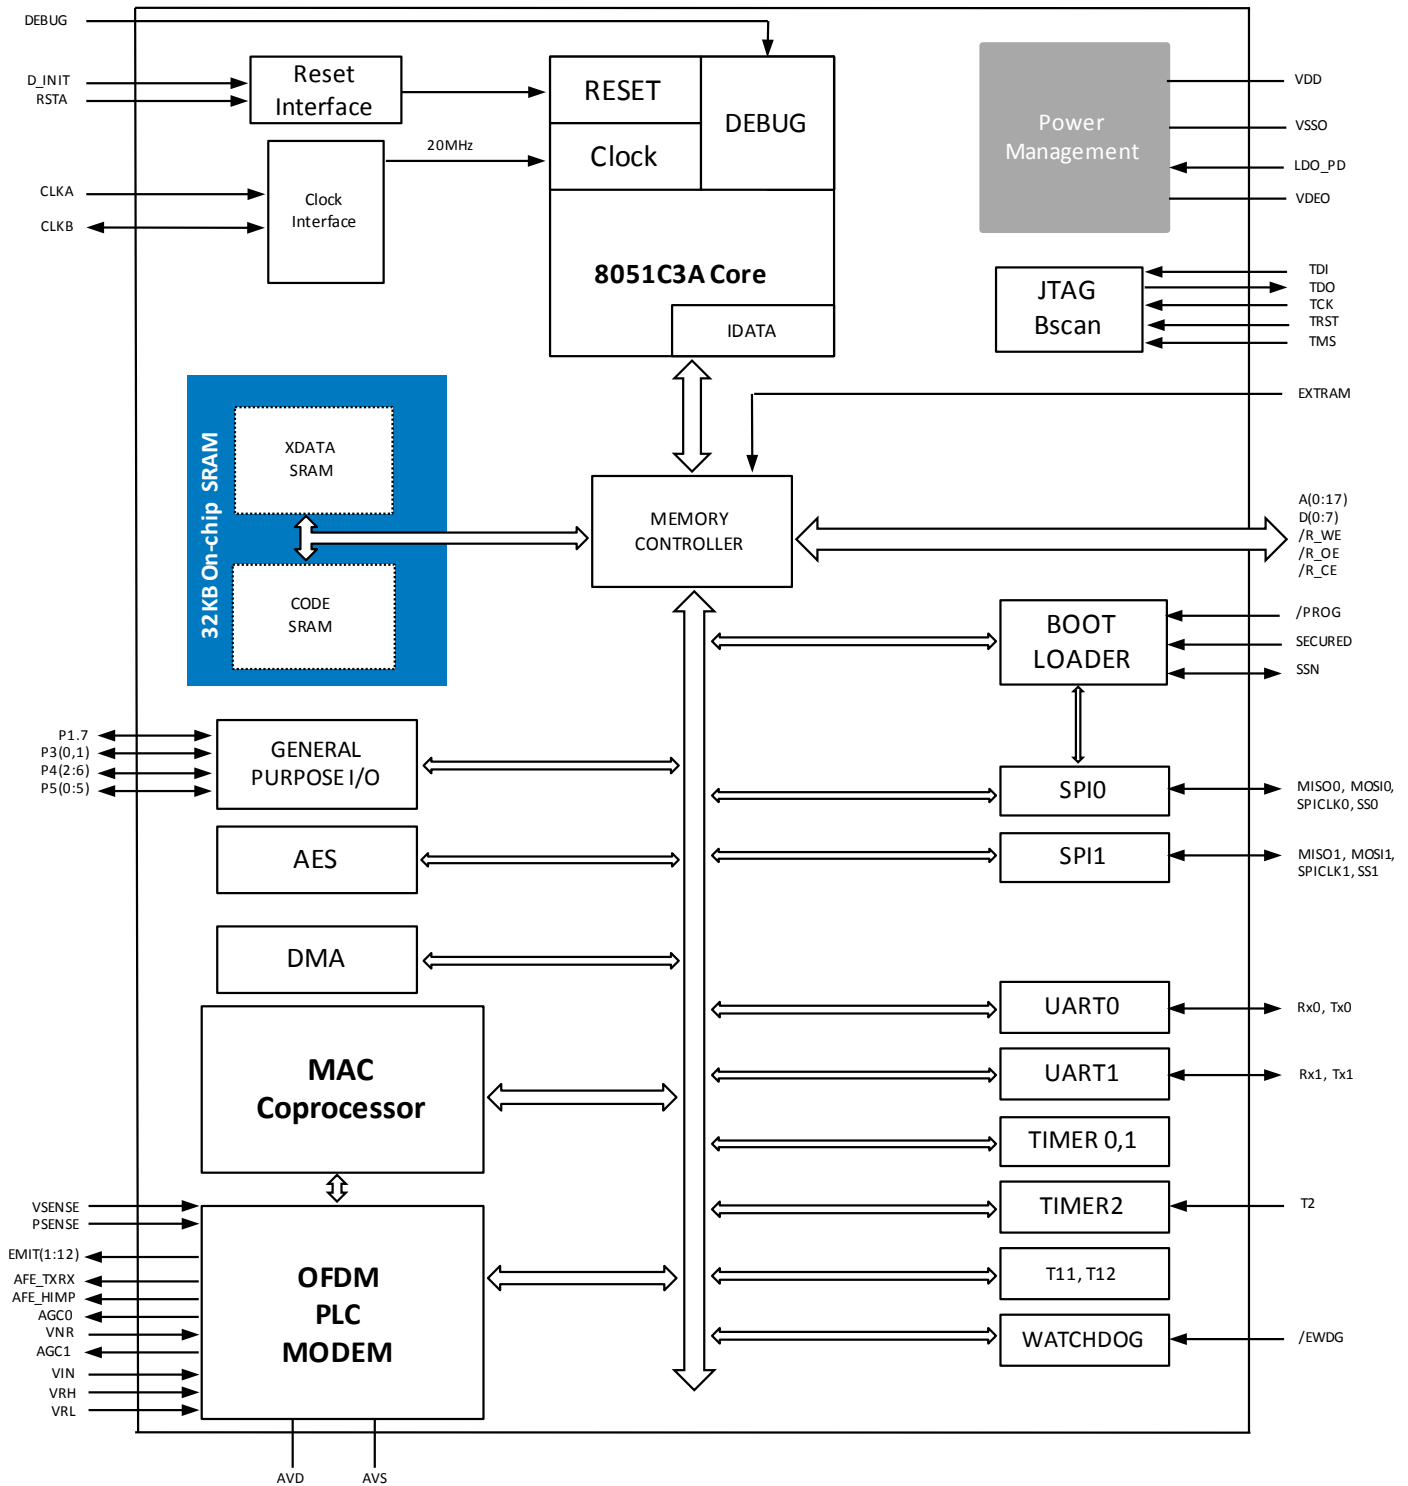 DEBUG
D_INIT
RSTA
Reset
Interface
RESET
DEBUG
Clock
20MHz
CLKA
CLKB
Clock
Interface
8051C3A Core
IDATA
Power
Management
VDD
VSSO
LDO_PD
VDEO
JTAG
Bscan
TDI
TDO
TCK
TRST
TMS
EXTRAM
32KB On-chip SRAM
XDATA
SRAM
CODE
SRAM
MEMORY
CONTROLLER
A(0:17)
D(0:7)
/R_WE
/R_OE
/R_CE
BOOT
LOADER
/PROG
SECURED
SSN
P1.7
P3(0,1)
P4(2:6)
P5(0:5)
GENERAL
PURPOSE I/O
SPI0
MISO0, MOSI0,
SPICLK0, SS0
AES
SPI1
MISO1, MOSI1,
SPICLK1, SS1
DMA
UART0
Rx0, Tx0
MAC
Coprocessor
UART1
Rx1, Tx1
TIMER 0,1
TIMER2
T2
VSENSE
PSENSE
EMIT(1:12)
AFE_TXRX
AFE_HIMP
AGC0
VNR
AGC1
VIN
VRH
VRL
OFDM
PLC
MODEM
T11, T12
WATCHDOG
/EWDG
AVD
AVS